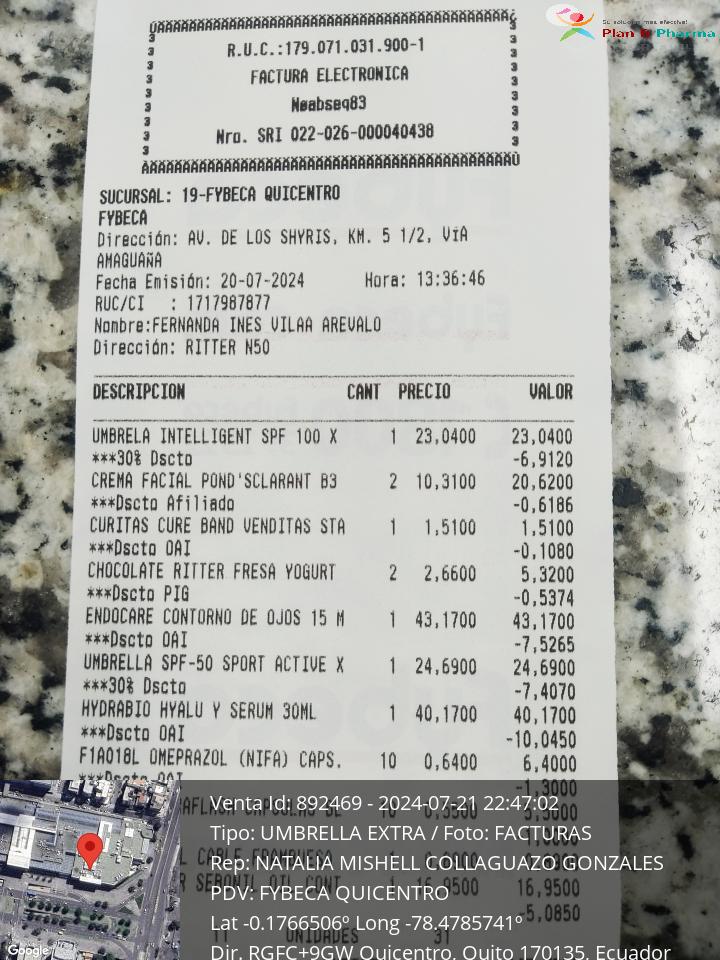 Su solución más efectiva!
Plan & Pharma
R.U.C.:179.071.031.900-1
FACTURA ELECTRONICA
Naabsaq83
Nro. SRI 022-026-000040438
SUCURSAL: 19-FYBECA QUICENTRO
FYBECA
Dirección: AV. DE LOS SHYRIS, KM. 5 1/2, VíA
AMAGUAñA
Fecha Emisión: 20-07-2024 Hora: 13:36:46
RUC/CI : 1717987877
Nombre:FERNANDA INES VILAA AREVALO
Dirección: RITTER N50
DESCRIPCION CANT PRECIO VALOR
UMBRELA INTELLIGENT SPF 100 X 1 23,0400 23,0400
***30% Dscto -6,9120
CREMA FACIAL POND'SCLARANT B3 2 10,3100 20,6200
***Dscto Afiliado -0,6186
CURITAS CURE BAND VENDITAS STA 1 1,5100 1,5100
***Dscto OAI -0,1080
CHOCOLATE RITTER FRESA YOGURT 2 2,6600 5,3200
***Dscto PIG -0,5374
ENDOCARE CONTORNO DE OJOS 15 M 1 43,1700 43,1700
***Dscto OAI -7,5265
UMBRELLA SPF-50 SPORT ACTIVE X 1 24,6900 24,6900
***30% Dscto -7,4070
HYDRABIO HYALU Y SERUM 30ML 1 40,1700 40,1700
***Dscto OAI -10,0450
F1A018L OMEPRAZOL (NIFA) CAPS. 10 0,6400 6,4000
***Dscto OAI -1,3000
Venta Id: 892469 - 2024-07-21 22:47:02
Tipo: UMBRELLA EXTRA / Foto: FACTURAS
Rep: NATALIA MISHELL COLLAGUAZO GONZALES
16,9500
PDV: FYBECA QUICENTRO
-5,0850
Lat -0.1766506º Long -78.4785741º
11 UNIDADES 31
Dir. RGFC+9GW Quicentro, Quito 170135, Ecuador
Google